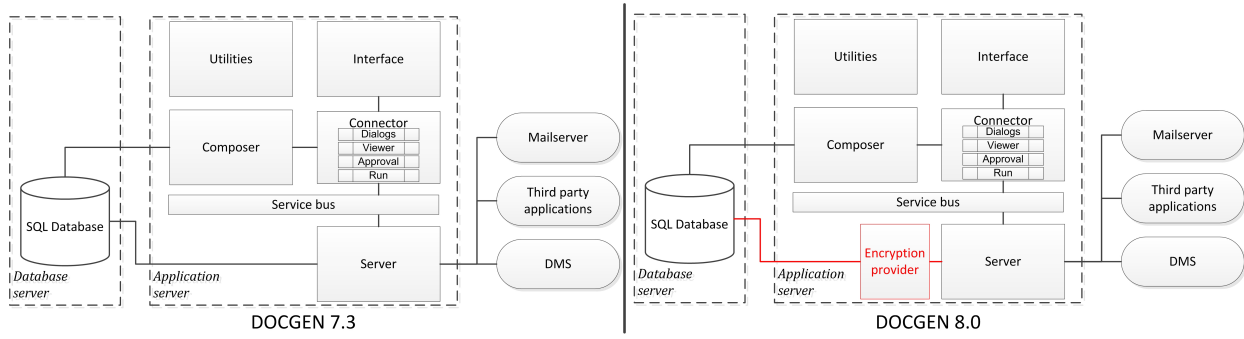 Utilities
Interface
Composer
Connector
Dialogs
Viewer
Approval
Run
Service bus
SQL Database
Server
Mailserver
Third party
applications
DMS
Database
server
Application
server
DOCGEN 7.3
Utilities
Interface
Composer
Connector
Dialogs
Viewer
Approval
Run
Service bus
SQL Database
Encryption
provider
Server
Mailserver
Third party
applications
DMS
Database
server
Application
server
DOCGEN 8.0